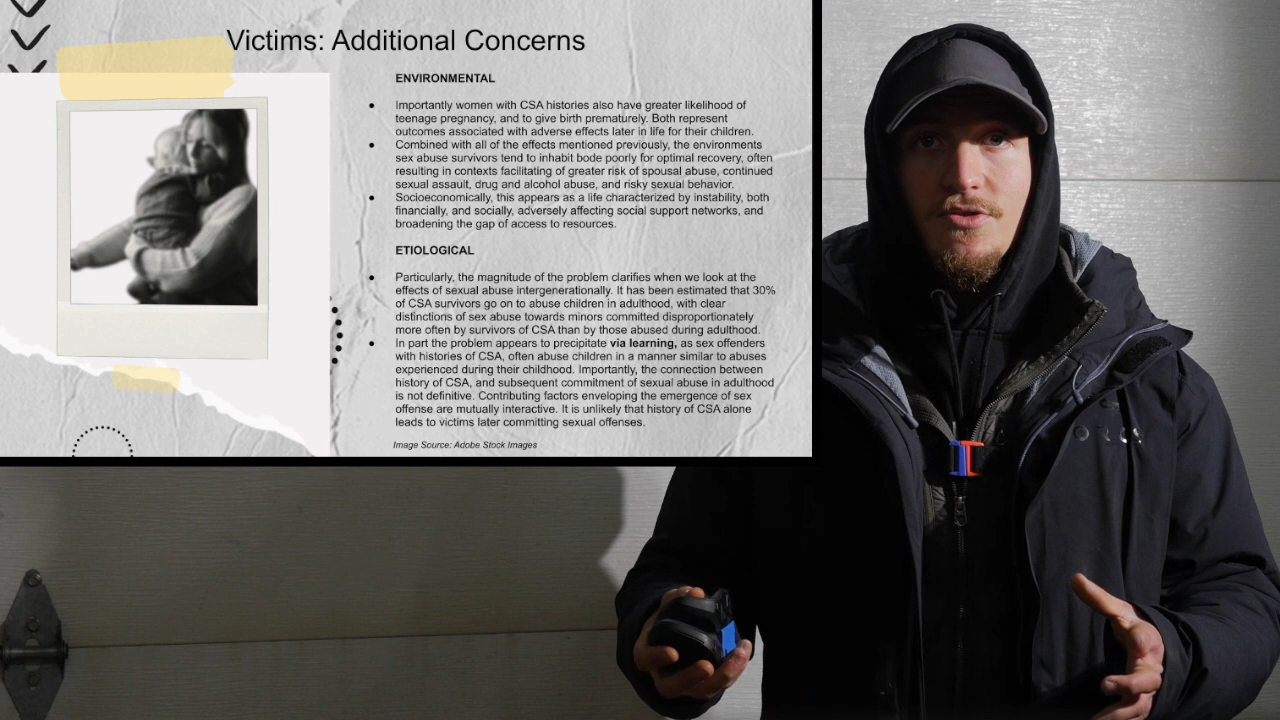 Victims: Additional Concerns
ENVIRONMENTAL
● Importantly women with CSA histories also have greater likelihood of
teenage pregnancy, and to give birth prematurely. Both represent
outcomes associated with adverse effects later in life for their children.
● Combined with all of the effects mentioned previously, the environments
sex abuse survivors tend to inhabit bode poorly for optimal recovery, often
resulting in contexts facilitating of greater risk of spousal abuse, continued
sexual assault, drug and alcohol abuse, and risky sexual behavior.
● Socioeconomically, this appears as a life characterized by instability, both
financially, and socially, adversely affecting social support networks, and
broadening the gap of access to resources.
ETIOLOGICAL
● Particularly, the magnitude of the problem clarifies when we look at the
effects of sexual abuse intergenerationally. It has been estimated that 30%
of CSA survivors go on to abuse children in adulthood, with clear
distinctions of sex abuse towards minors committed disproportionately
more often by survivors of CSA than by those abused during adulthood.
● In part the problem appears to precipitate via learning, as sex offenders
with histories of CSA, often abuse children in a manner similar to abuses
experienced during their childhood. Importantly, the connection between
history of CSA, and subsequent commitment of sexual abuse in adulthood
is not definitive. Contributing factors enveloping the emergence of sex
offense are mutually interactive. It is unlikely that history of CSA alone
leads to victims later committing sexual offenses.
Image Source: Adobe Stock Images
ORCA